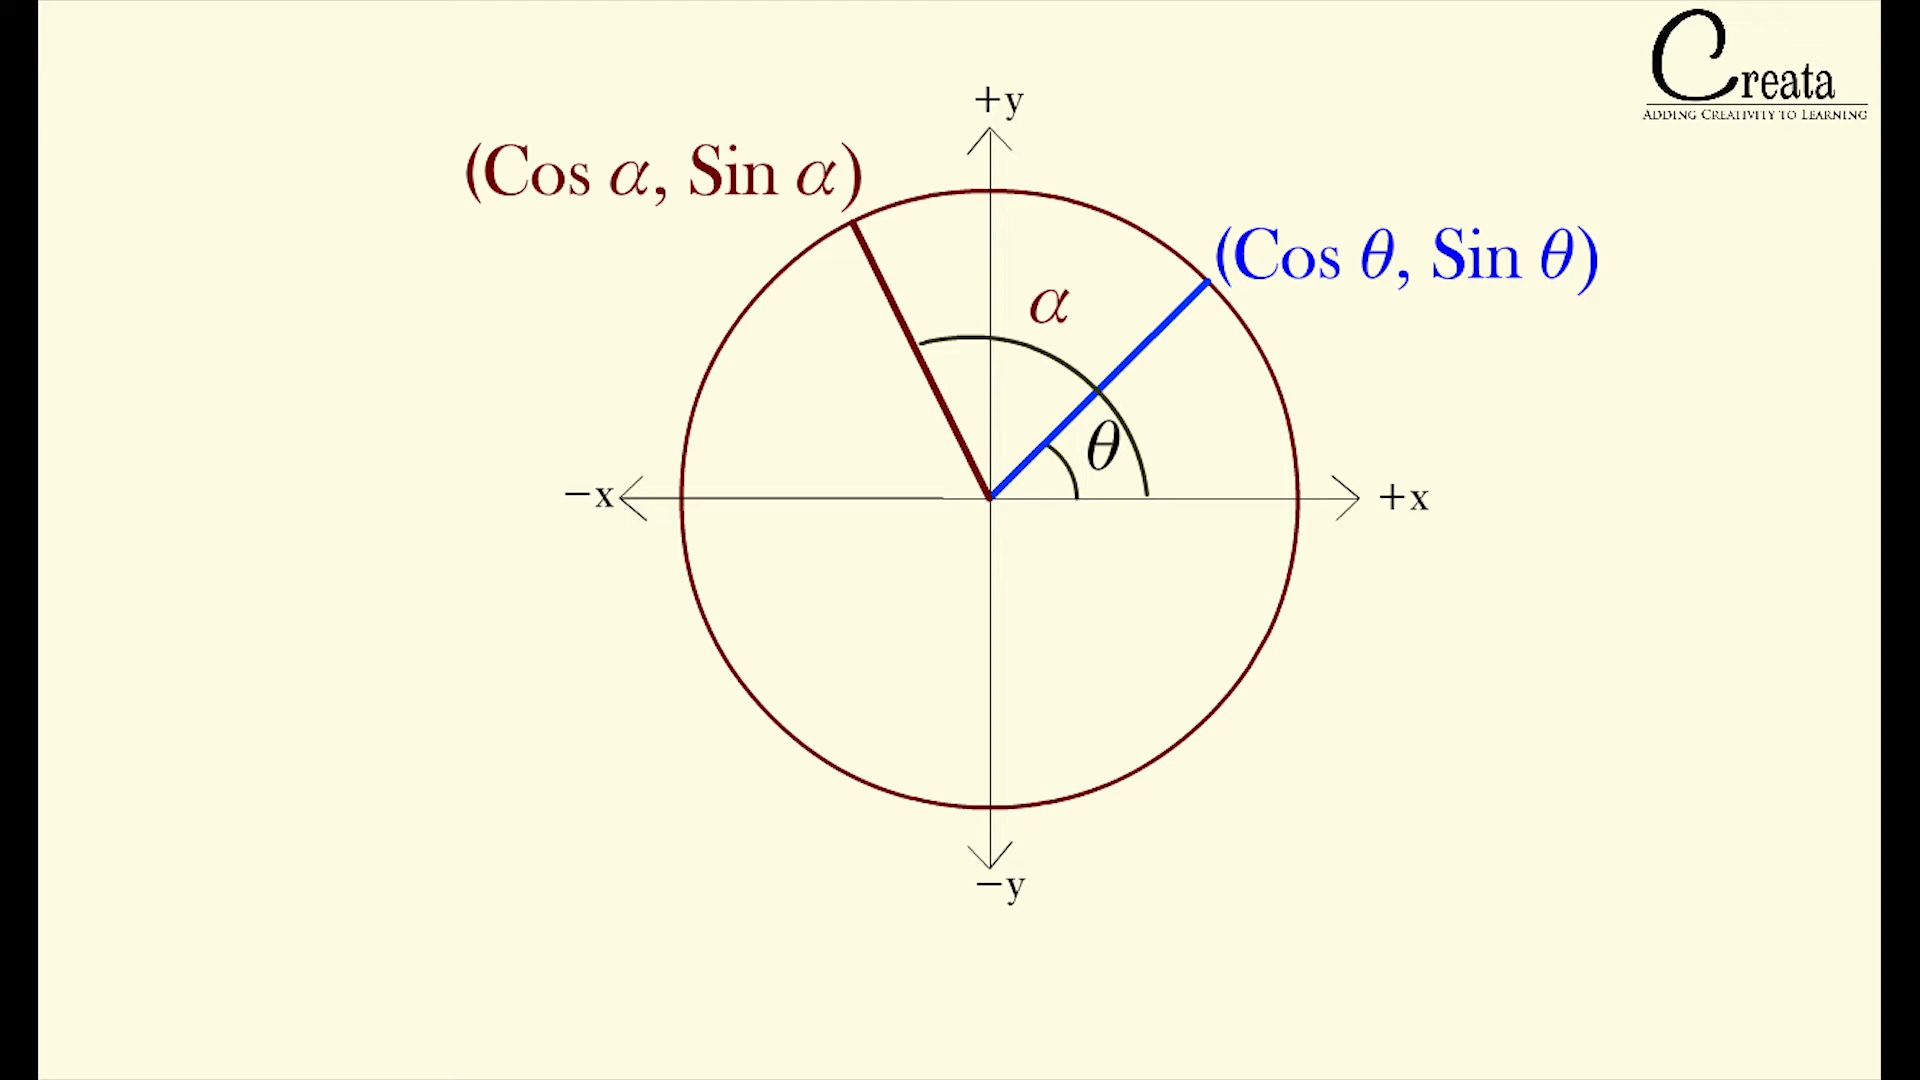 Creata
ADDING CREATIVITY TO LEARNING
+y
(Cos α, Sin α)
(Cos θ, Sin θ)
α
θ
−x
+x
−y